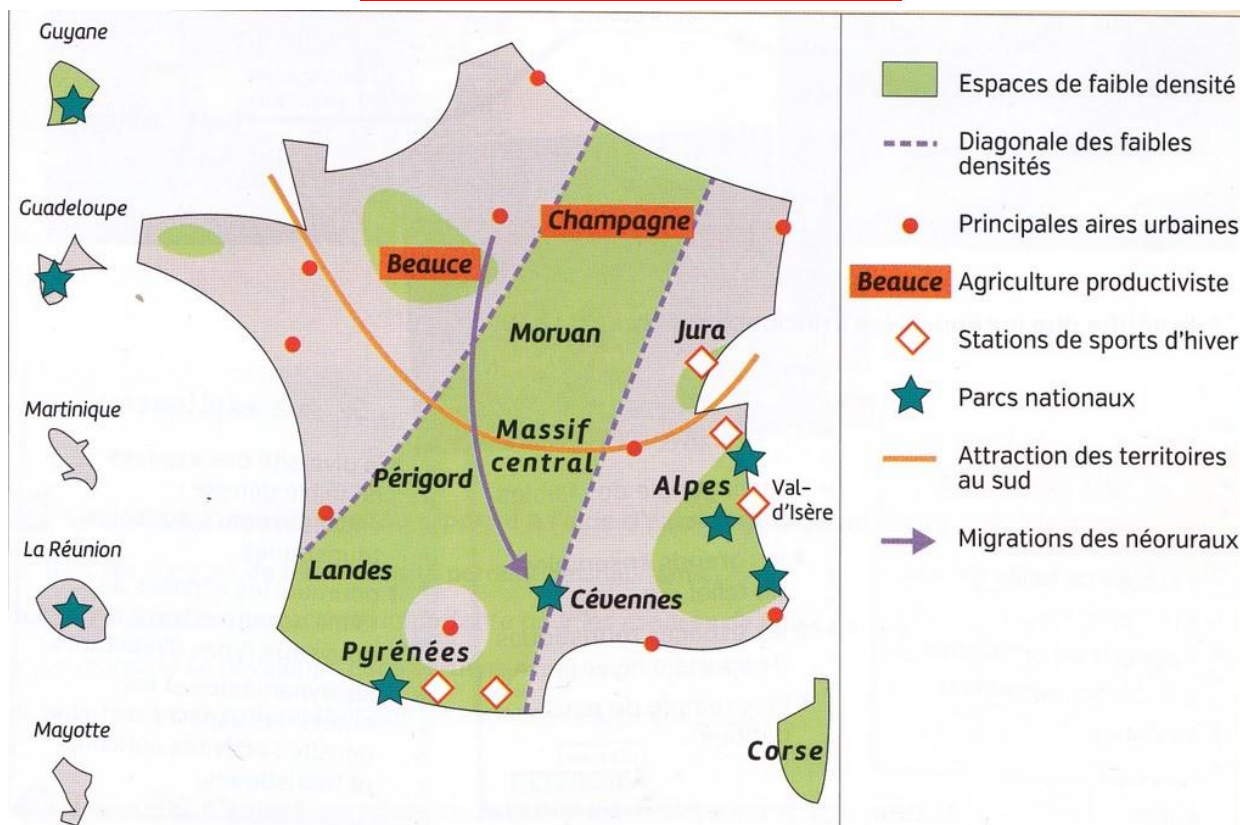 Guyane
Guadeloupe
Martinique
La Réunion
Mayotte
Champagne
Beauce
Morvan
Jura
Massif
central
Périgord
Alpes
Val-
d'Isère
Landes
Cévennes
Pyrénées
Corse
Espaces de faible densité
Diagonale des faibles
densités
Principales aires urbaines
Beauce
Agriculture productiviste
Stations de sports d'hiver
Parcs nationaux
Attraction des territoires
au sud
Migrations des néoruraux